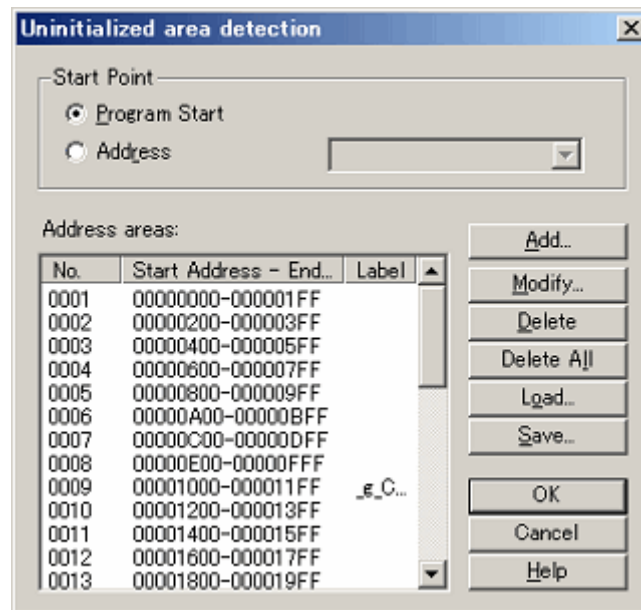 Uninitialized area detection
Start Point
Program Start
Address
Address areas:
No. Start Address - End... Label
0001 00000000-000001FF
0002 00000200-000003FF
0003 00000400-000005FF
0004 00000600-000007FF
0005 00000800-000009FF
0006 00000A00-00000BFF
0007 00000C00-00000DFF
0008 00000E00-00000FFF
0009 00001000-000011FF _g_C...
0010 00001200-000013FF
0011 00001400-000015FF
0012 00001600-000017FF
0013 00001800-000019FF
Add...
Modify...
Delete
Delete All
Load...
Save...
OK
Cancel
Help